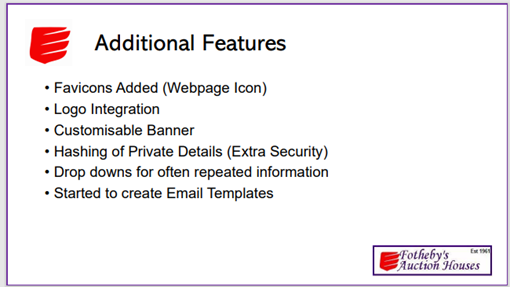 Additional Features
• Favicons Added (Webpage Icon)
• Logo Integration
• Customisable Banner
• Hashing of Private Details (Extra Security)
• Drop downs for often repeated information
• Started to create Email Templates
Fotheby's
Est 1961
Auction Houses